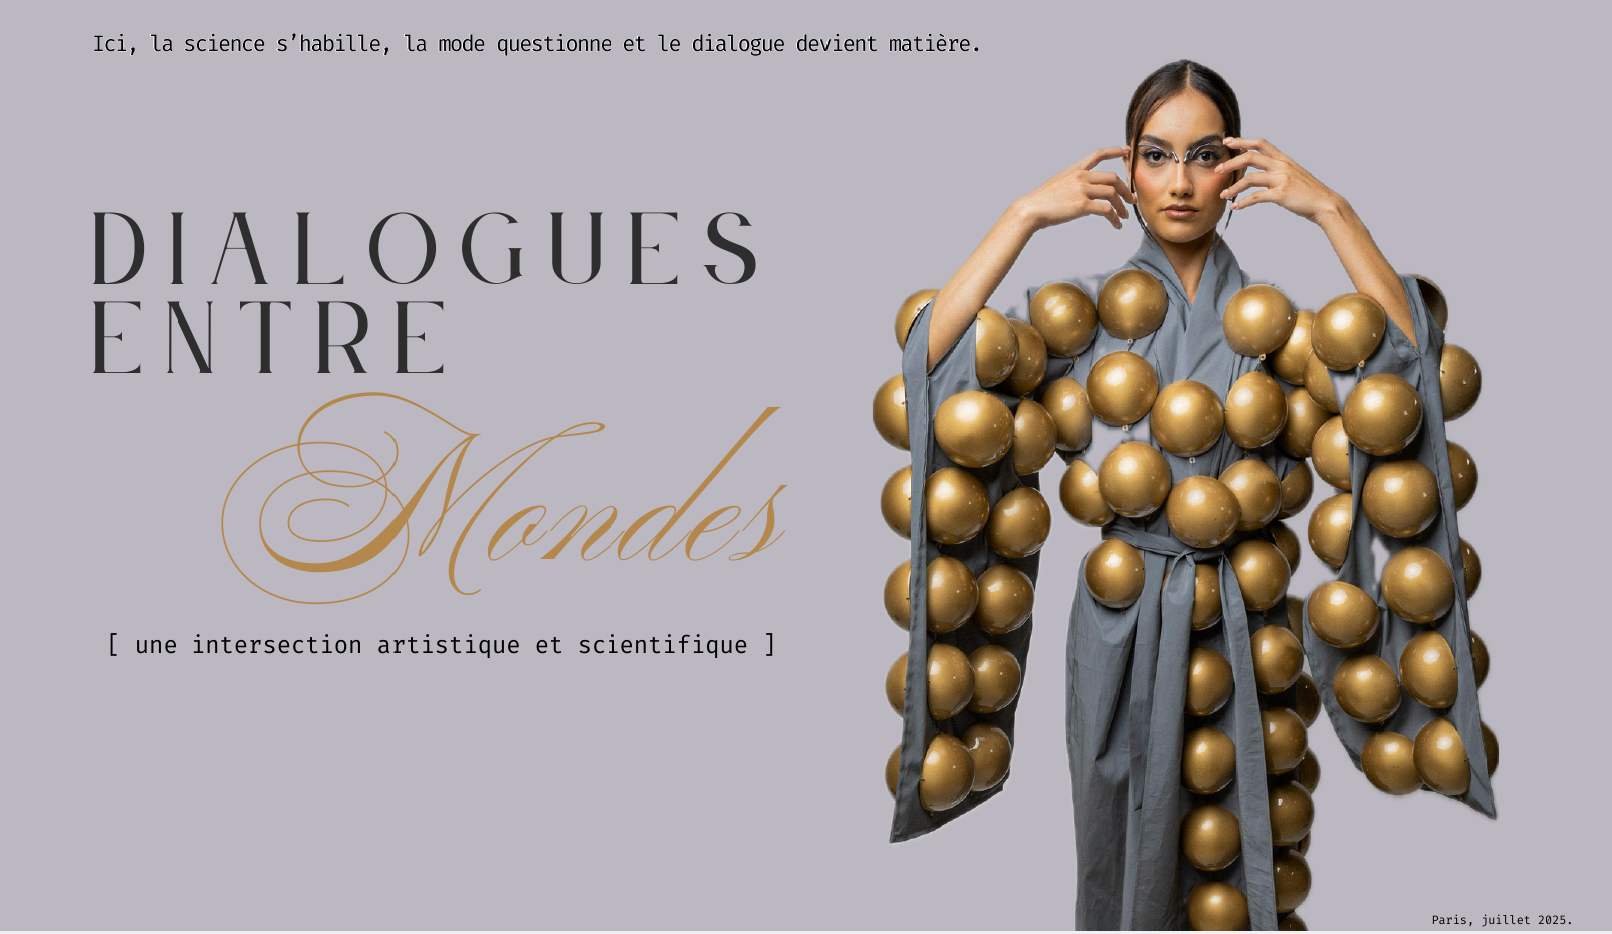 Ici, la science s’habille, la mode questionne et le dialogue devient matière.
DIALOGUES
ENTRE
Mondes
[ une intersection artistique et scientifique ]
Paris, juillet 2025.